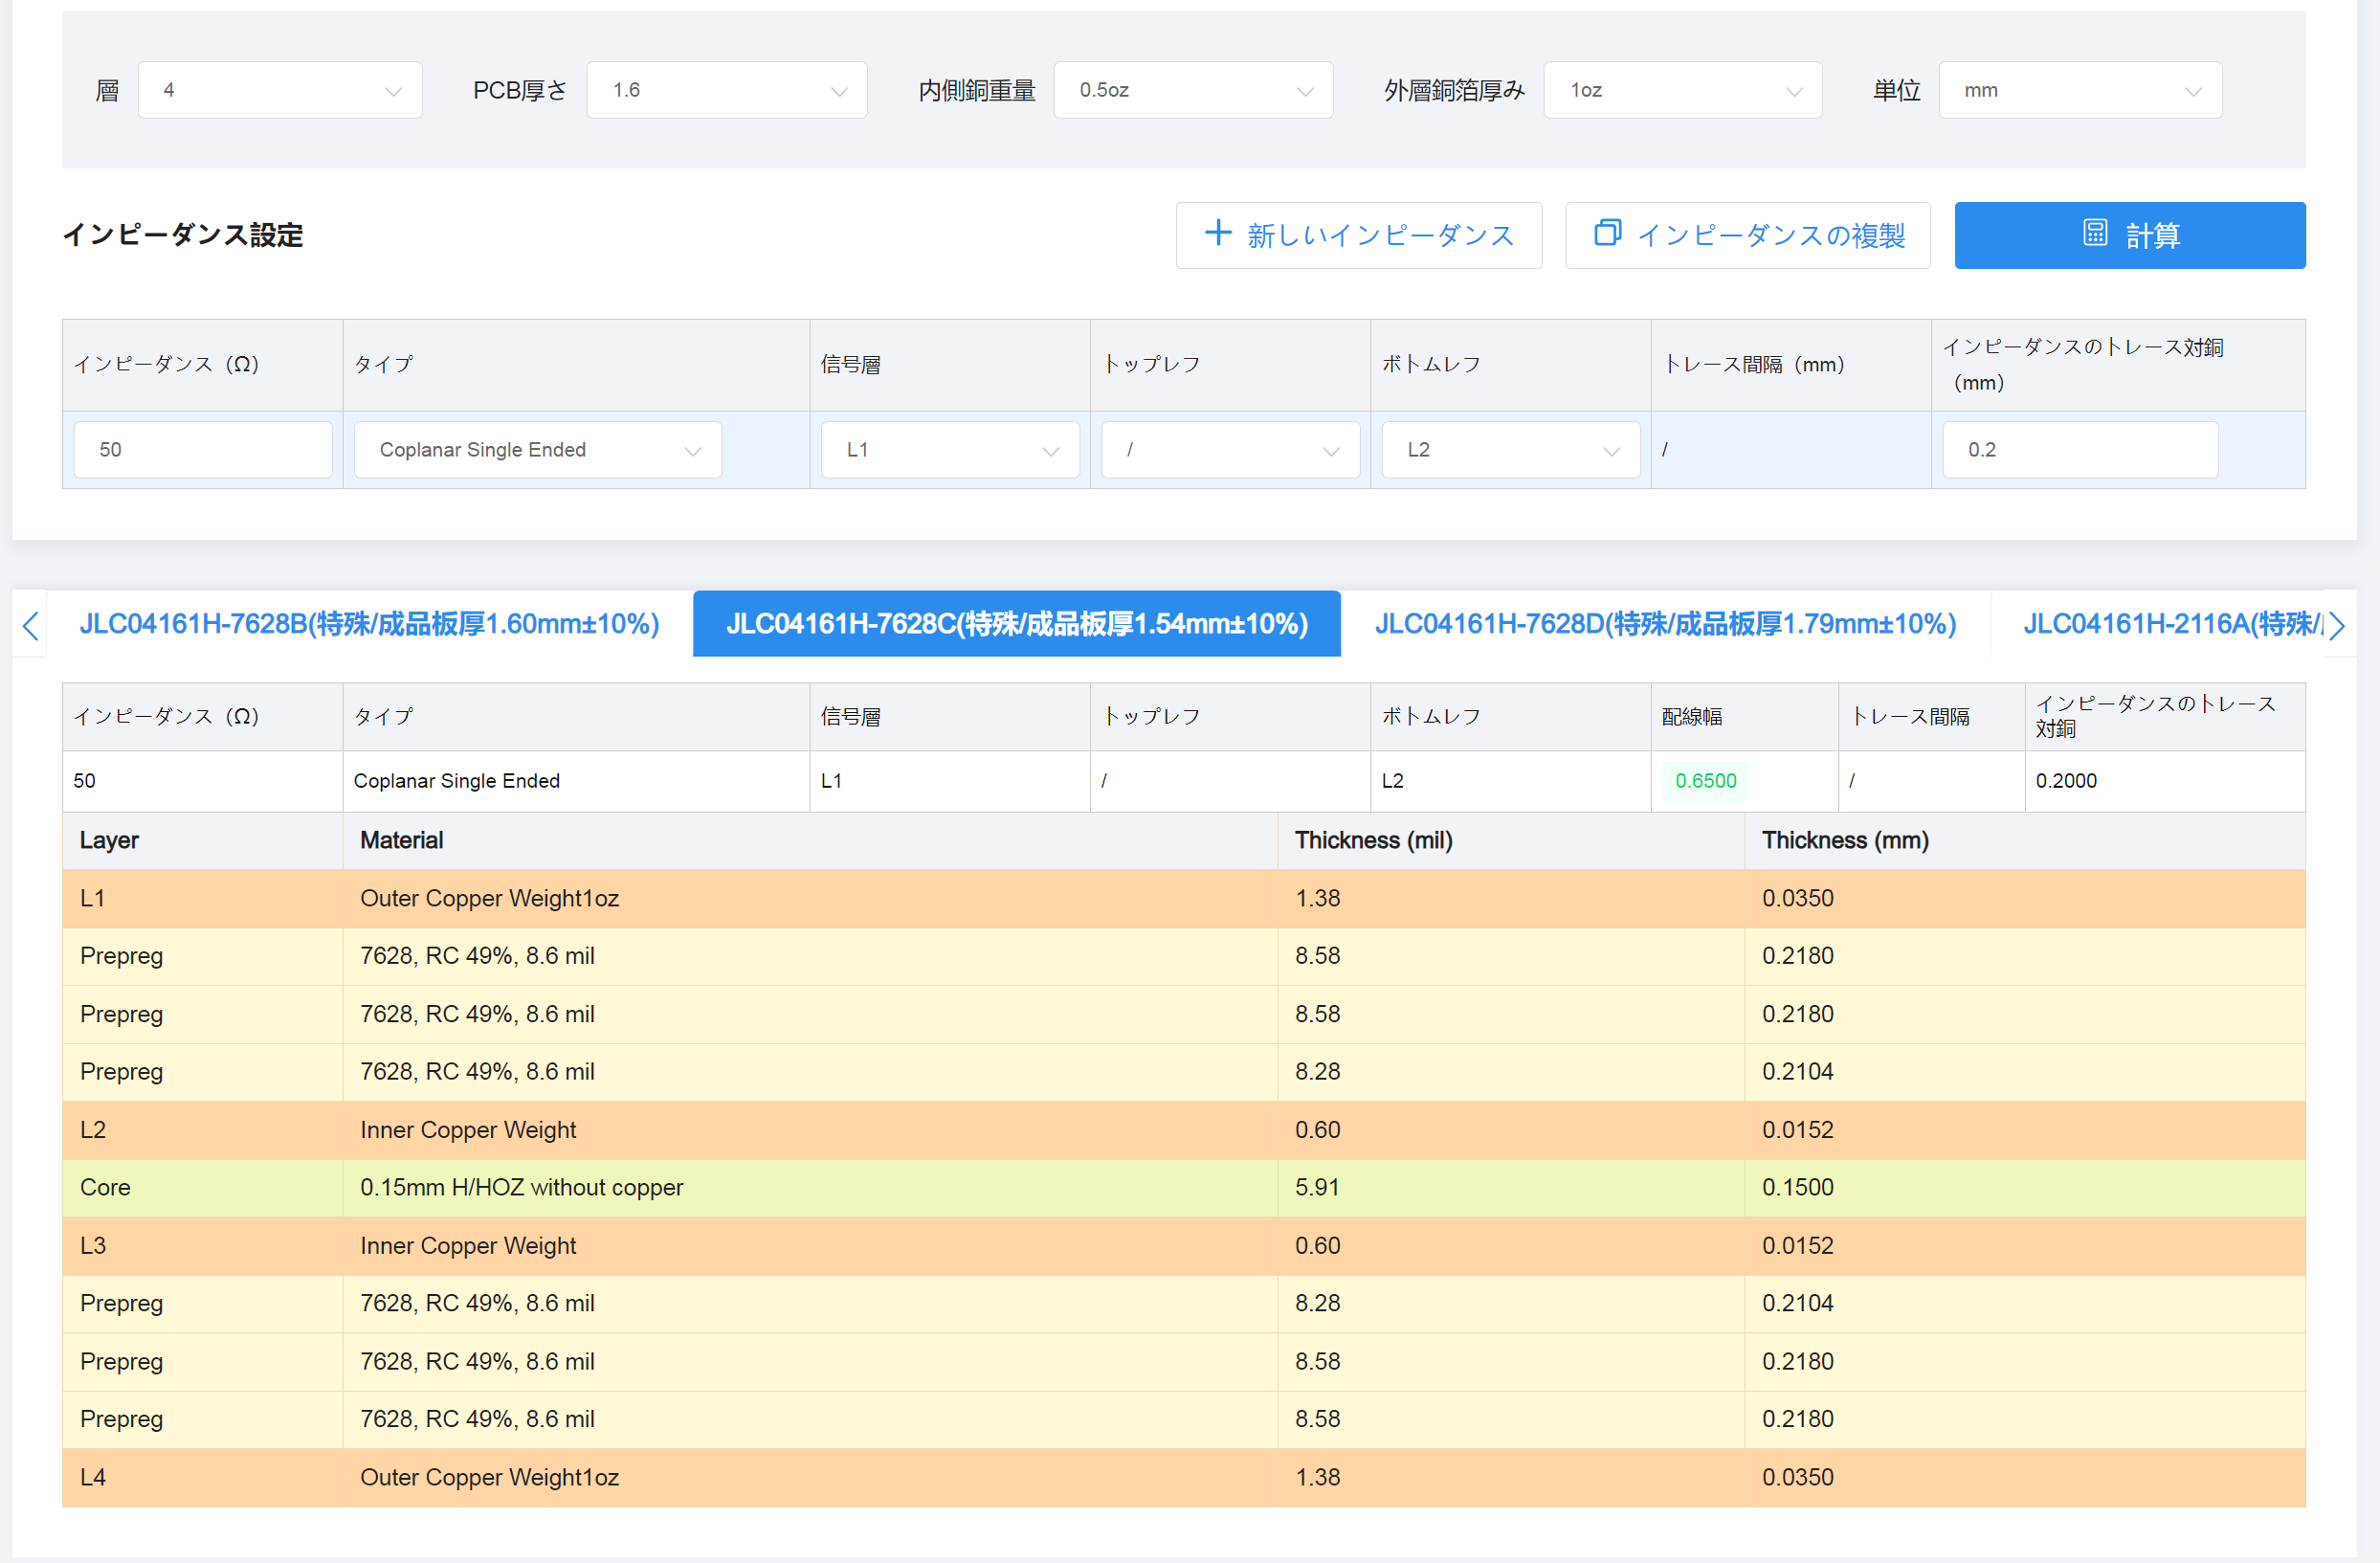 層 4 PCB厚さ 1.6 内側銅重量 0.5oz 外層銅箔厚み 1oz 単位 mm
インピーダンス設定 新しいインピーダンス インピーダンスの複製 計算
インピーダンス（Ω） タイプ 信号層 トップレフ ボトムレフ トレース間隔（mm） インピーダンスのトレース対銅
（mm）
50 Coplanar Single Ended L1 / L2 / 0.2
JLC04161H-7628B(特殊/成品板厚1.60mm±10%) JLC04161H-7628C(特殊/成品板厚1.54mm±10%) JLC04161H-7628D(特殊/成品板厚1.79mm±10%) JLC04161H-2116A(特殊/
インピーダンス（Ω） タイプ 信号層 トップレフ ボトムレフ 配線幅 トレース間隔 インピーダンスのトレース
対銅
50 Coplanar Single Ended L1 / L2 0.6500 / 0.2000
Layer Material Thickness (mil) Thickness (mm)
L1 Outer Copper Weight1oz 1.38 0.0350
Prepreg 7628, RC 49%, 8.6 mil 8.58 0.2180
Prepreg 7628, RC 49%, 8.6 mil 8.58 0.2180
Prepreg 7628, RC 49%, 8.6 mil 8.28 0.2104
L2 Inner Copper Weight 0.60 0.0152
Core 0.15mm H/HOZ without copper 5.91 0.1500
L3 Inner Copper Weight 0.60 0.0152
Prepreg 7628, RC 49%, 8.6 mil 8.28 0.2104
Prepreg 7628, RC 49%, 8.6 mil 8.58 0.2180
Prepreg 7628, RC 49%, 8.6 mil 8.58 0.2180
L4 Outer Copper Weight1oz 1.38 0.0350